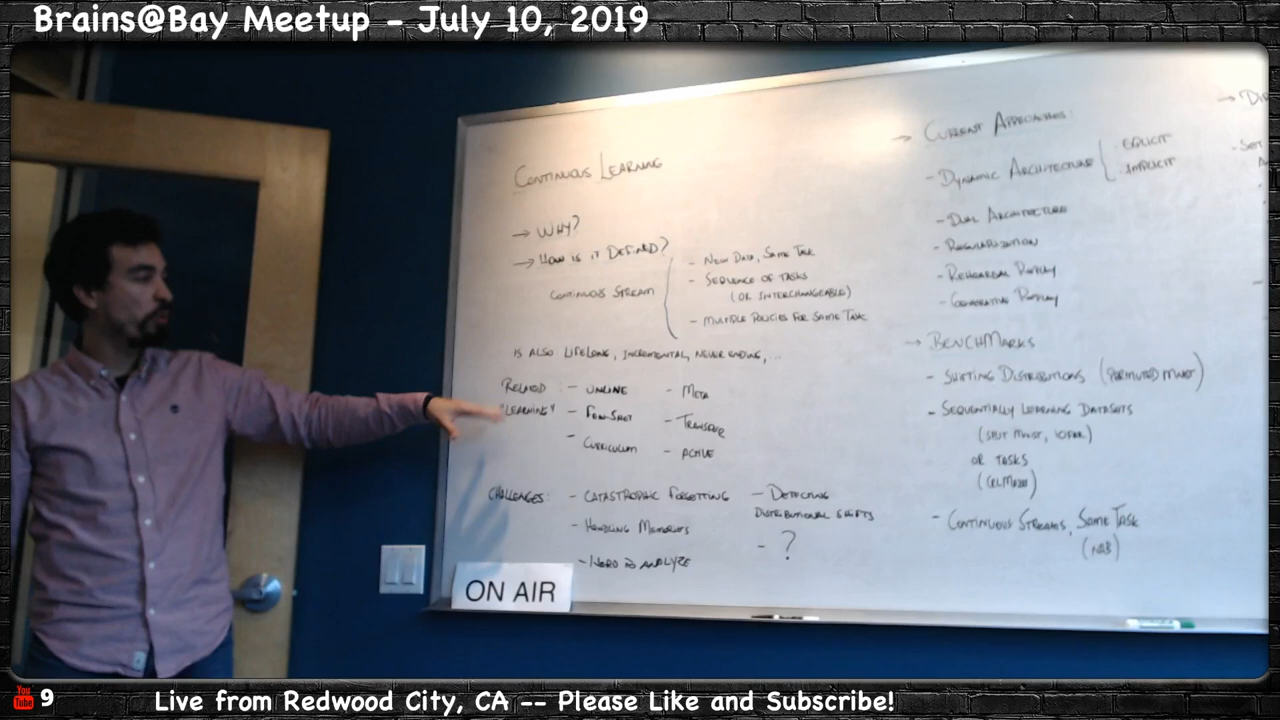 Brains@Bay Meetup – July 10, 2019
CONTINUOUS LEARNING
→ WHY?
→ HOW IS IT DEFINED?
CONTINUOUS STREAM
- NEW DATA, SAME TASK
- SEQUENCE OF TASKS
(OR INTERCHANGEABLE)
- MULTIPLE POLICIES FOR SAME TASK
IS ALSO LIFELONG, INCREMENTAL, NEVER ENDING, ...
RELATED : - ONLINE - META
"LEARNING" - FEW-SHOT - TRANSFER
- CURRICULUM - ACTIVE
CHALLENGES: - CATASTROPHIC FORGETTING - DETECTING
DISTRIBUTIONAL SHIFTS
- HANDLING MEMORIES
- ?
- HARD TO ANALYZE
→ CURRENT APPROACHES:
- DYNAMIC ARCHITECTURE
. EXPLICIT
. IMPLICIT
- DUAL ARCHITECTURE
- REGULARIZATION
- REHEARSAL REPLAY
- GENERATIVE REPLAY
→ BENCHMARKS
- SHIFTING DISTRIBUTIONS (PERMUTED MNIST)
- SEQUENTIALLY LEARNING DATASETS
(SPLIT MNIST, )
OR TASKS
- CONTINUOUS STREAMS, SAME TASK
(NAB)
ON AIR
You
Tube 9
Live from Redwood City, CA -- Please Like and Subscribe!